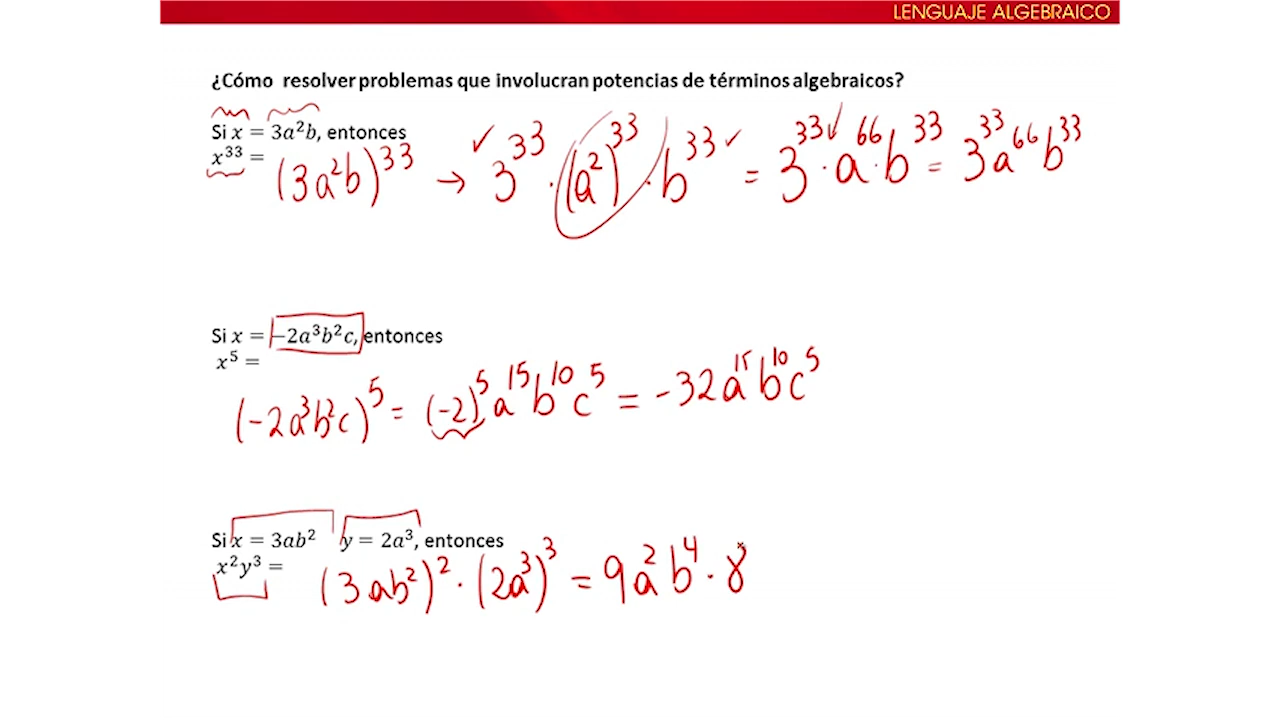 LENGUAJE ALGEBRAICO
¿Cómo resolver problemas que involucran potencias de términos algebraicos?
Si x = 3a²b, entonces
x³³ = (3a²b)³³ → 3³³ · (a²)³³ · b³³ = 3³³ · a⁶⁶ · b³³ = 3³³a⁶⁶b³³
Si x = −2a³b²c, entonces
x⁵ =
(−2a³b²c)⁵ = (−2)⁵a¹⁵b¹⁰c⁵ = −32a¹⁵b¹⁰c⁵
Si x = 3ab² y = 2a³, entonces
x²y³ = (3ab²)² · (2a³)³ = 9a²b⁴ · 8